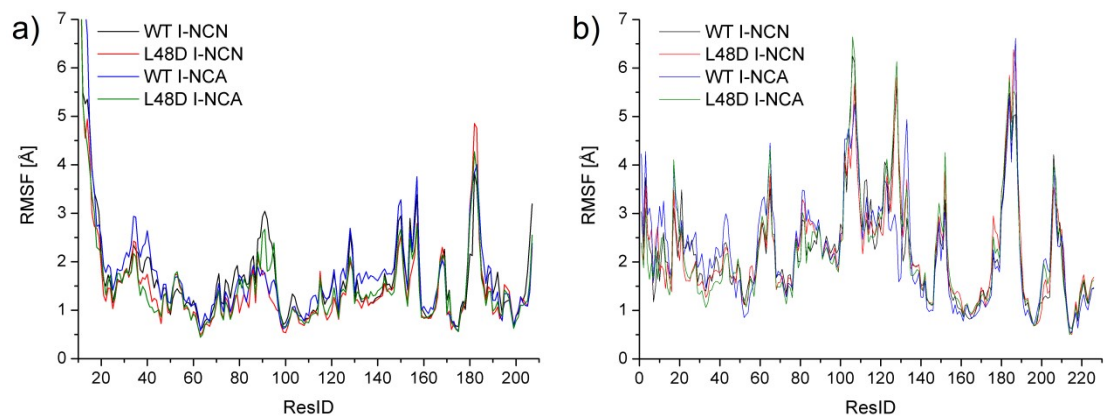 a)
WT I-NCN
L48D I-NCN
WT I-NCA
L48D I-NCA
7
6
5
4
3
2
1
0
RMSF [Å]
20 40 60 80 100 120 140 160 180 200
ResID
b)
WT I-NCN
L48D I-NCN
WT I-NCA
L48D I-NCA
7
6
5
4
3
2
1
0
RMSF [Å]
0 20 40 60 80 100 120 140 160 180 200 220
ResID